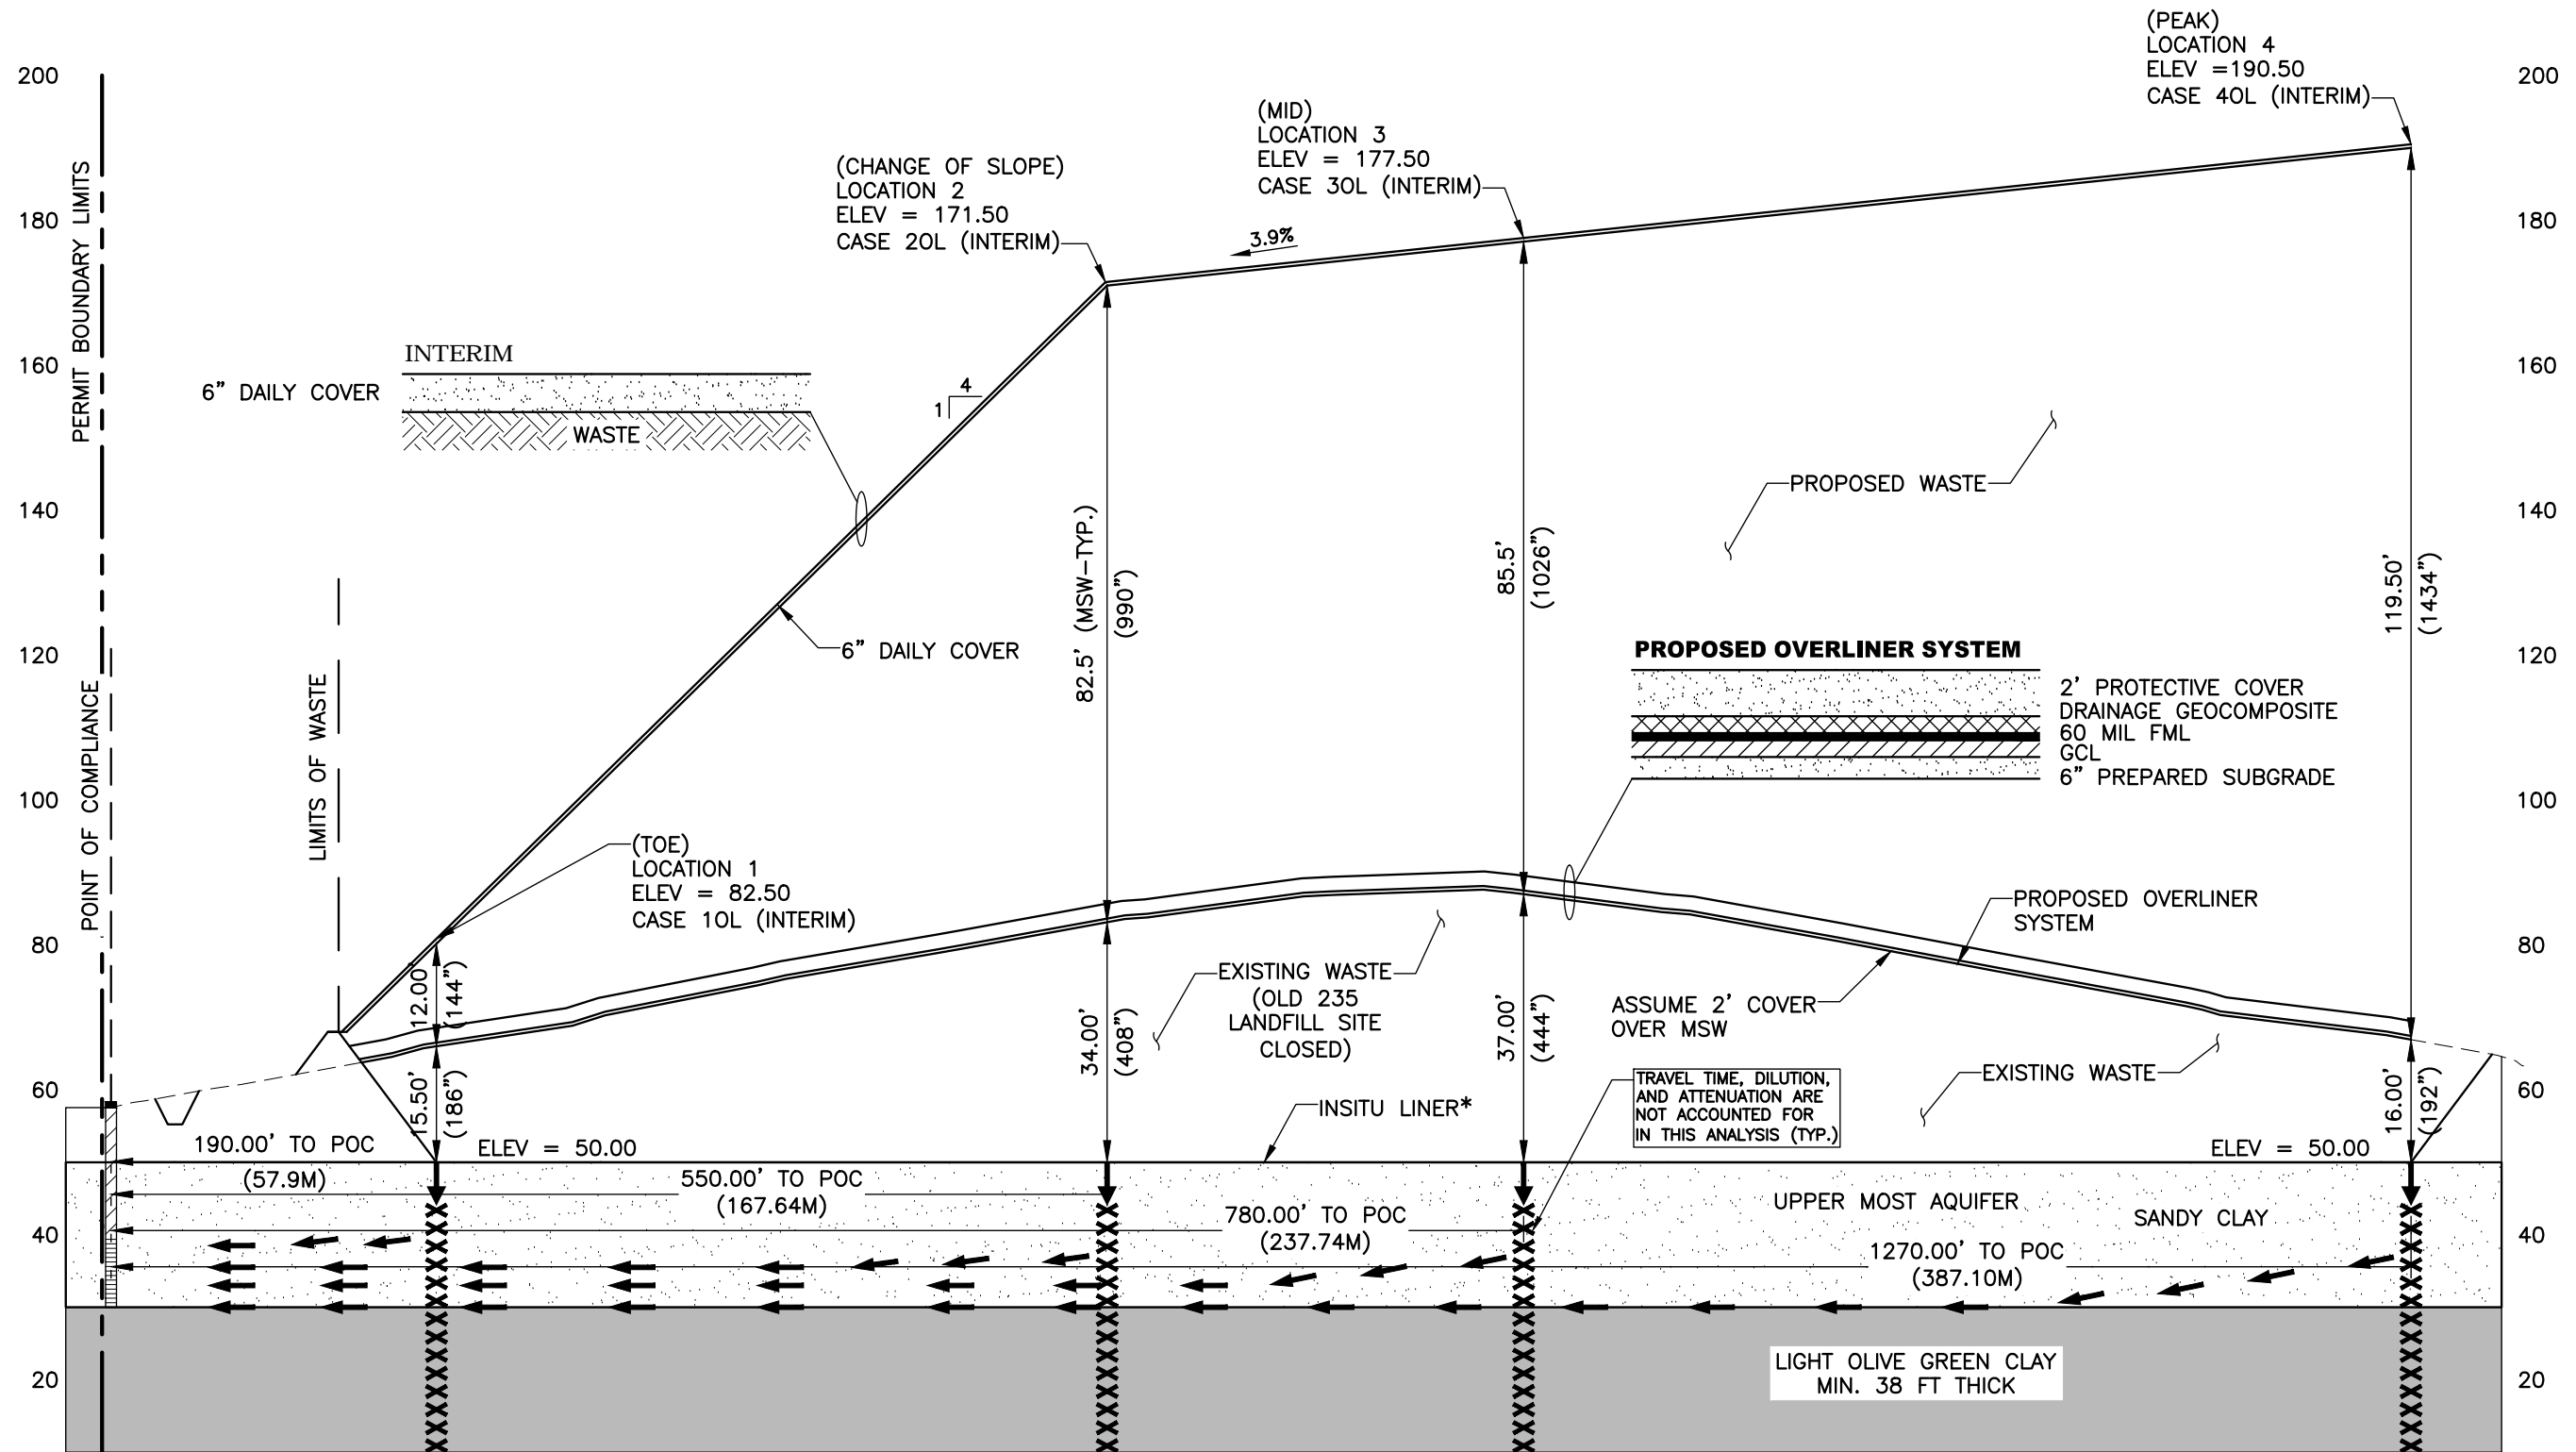 (PEAK)
LOCATION 4
ELEV =190.50
CASE 4OL (INTERIM)
200
200
(MID)
LOCATION 3
ELEV = 177.50
CASE 3OL (INTERIM)
(CHANGE OF SLOPE)
LOCATION 2
ELEV = 171.50
CASE 2OL (INTERIM)
180
180
3.9%
PERMIT BOUNDARY LIMITS
INTERIM
160
160
6" DAILY COVER
WASTE
4
1
140
140
PROPOSED WASTE
82.5' (MSW-TYP.)
(990")
85.5'
(1026")
119.50'
(1434")
120
120
6" DAILY COVER
PROPOSED OVERLINER SYSTEM
2' PROTECTIVE COVER
DRAINAGE GEOCOMPOSITE
60 MIL FML
GCL
6" PREPARED SUBGRADE
POINT OF COMPLIANCE
LIMITS OF WASTE
100
100
(TOE)
LOCATION 1
ELEV = 82.50
CASE 1OL (INTERIM)
80
80
PROPOSED OVERLINER
SYSTEM
12.00'
(144")
EXISTING WASTE
(OLD 235
LANDFILL SITE
CLOSED)
ASSUME 2' COVER
OVER MSW
34.00'
(408")
37.00'
(444")
60
60
15.50'
(186")
TRAVEL TIME, DILUTION,
AND ATTENUATION ARE
NOT ACCOUNTED FOR
IN THIS ANALYSIS (TYP.)
EXISTING WASTE
16.00'
(192")
INSITU LINER*
190.00' TO POC
(57.9M)
ELEV = 50.00
ELEV = 50.00
550.00' TO POC
(167.64M)
UPPER MOST AQUIFER
SANDY CLAY
780.00' TO POC
(237.74M)
40
40
1270.00' TO POC
(387.10M)
LIGHT OLIVE GREEN CLAY
MIN. 38 FT THICK
20
20